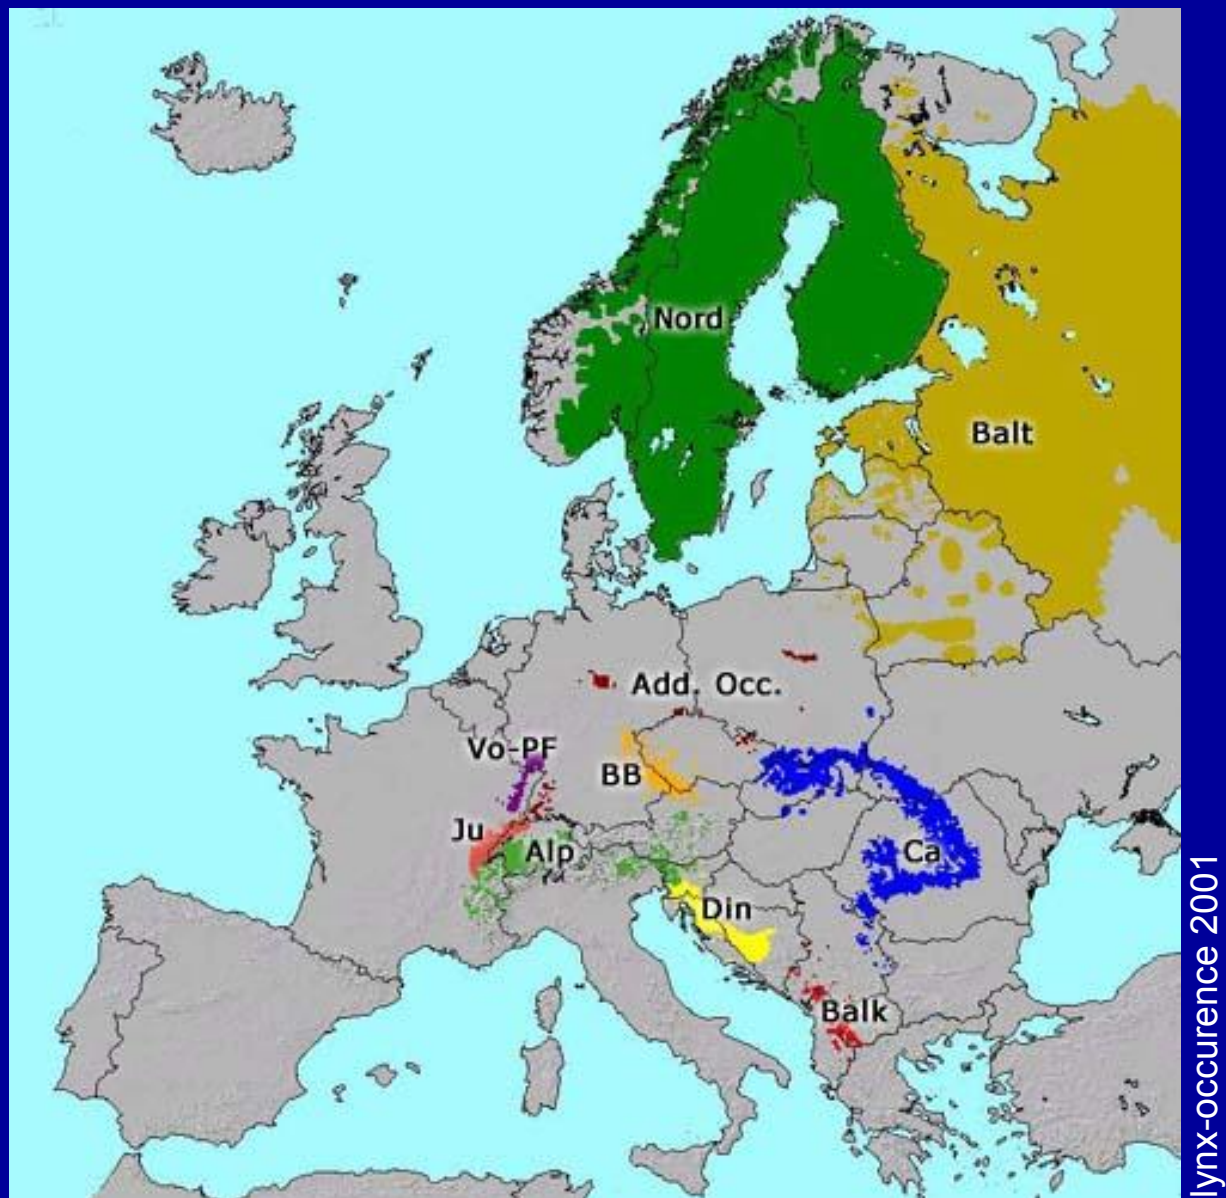 Nord
Balt
Add. Occ.
Vo-PF
BB
Ju
Alp
Ca
Din
Balk
lynx-occurence 2001